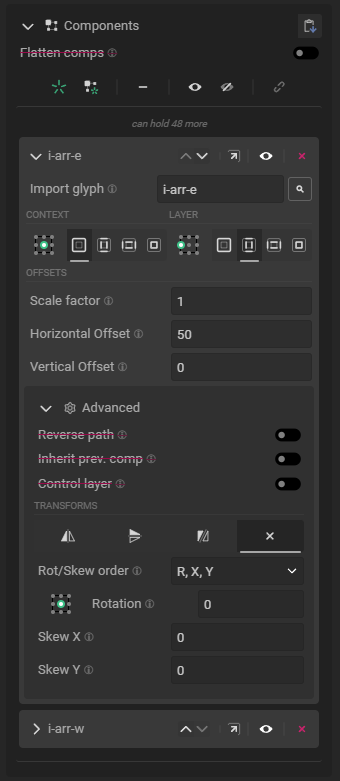 Components
Flatten comps
can hold 48 more
i-arr-e
Import glyph i-arr-e
CONTEXT LAYER
OFFSETS
Scale factor 1
Horizontal Offset 50
Vertical Offset 0
Advanced
Reverse path
Inherit prev. comp
Control layer
TRANSFORMS
Rot/Skew order R, X, Y
Rotation 0
Skew X 0
Skew Y 0
i-arr-w